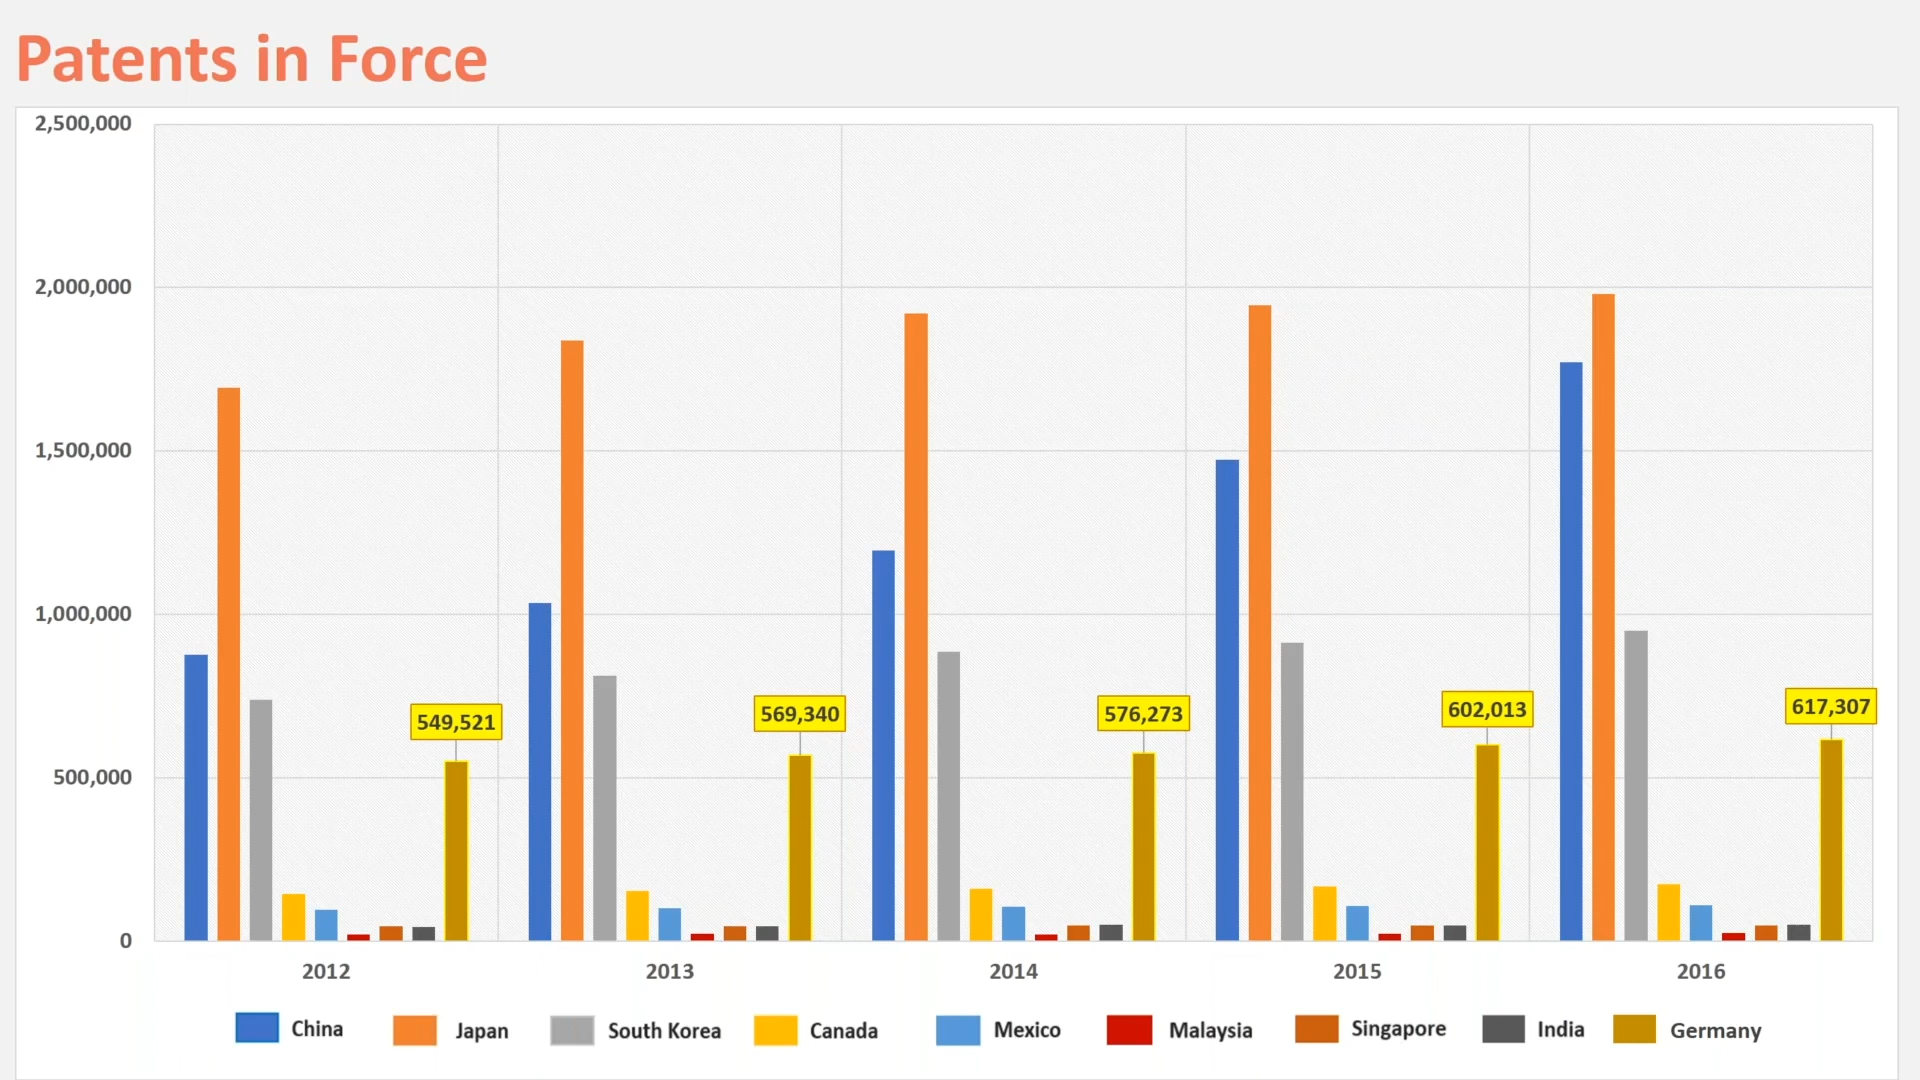 Patents in Force
2,500,000
2,000,000
1,500,000
1,000,000
500,000
0
549,521
569,340
576,273
602,013
617,307
2012
2013
2014
2015
2016
China
Japan
South Korea
Canada
Mexico
Malaysia
Singapore
India
Germany